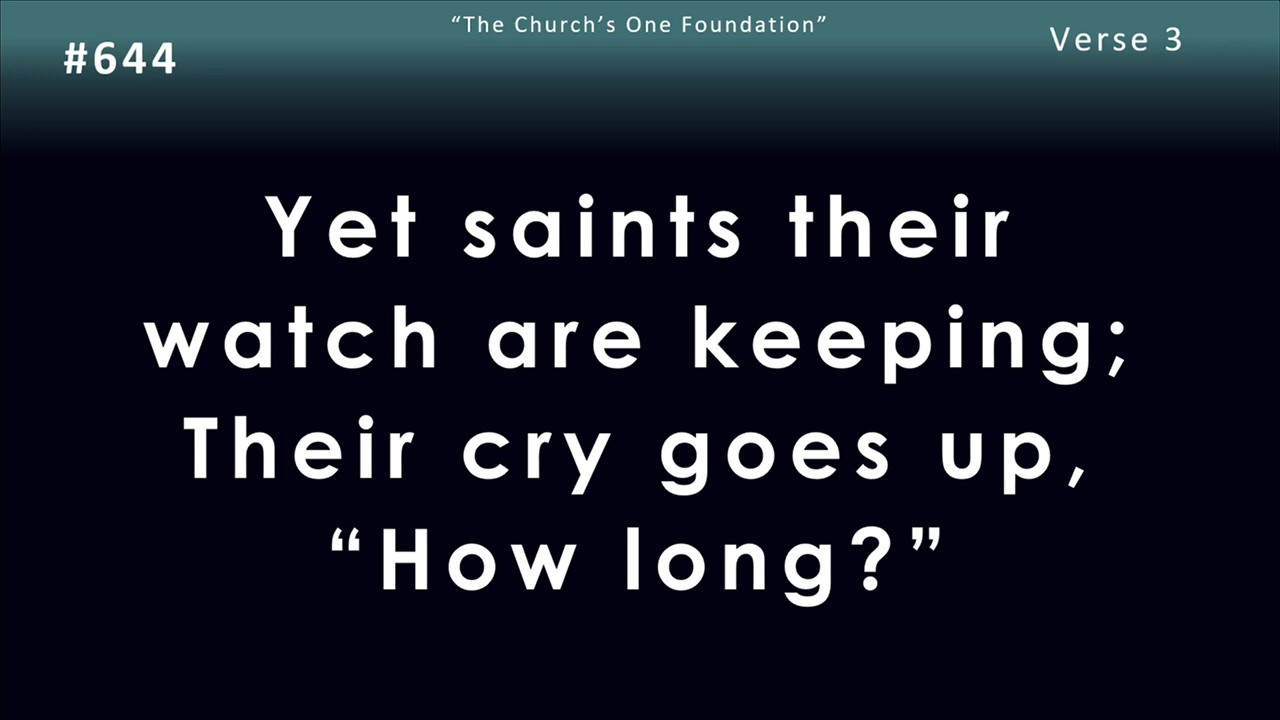 “The Church’s One Foundation”
#644
Verse 3
Yet saints their
watch are keeping;
Their cry goes up,
“How long?”